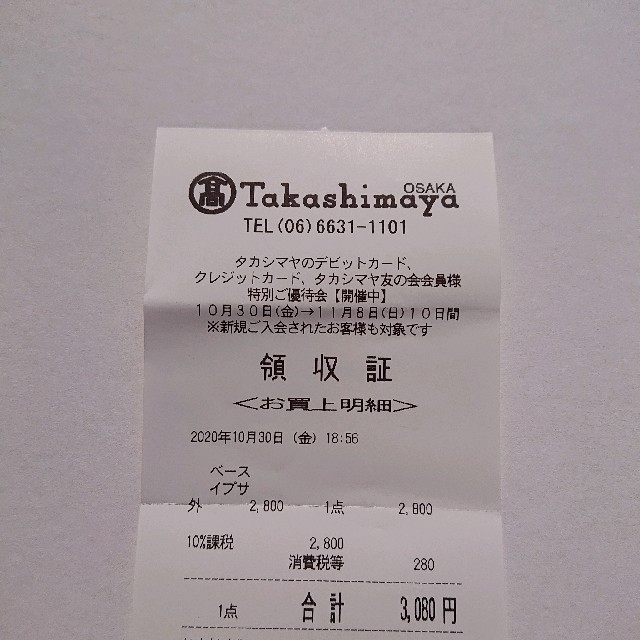 髙 Takashimaya OSAKA
TEL(06)6631-1101
タカシマヤのデビットカード、
クレジットカード、タカシマヤ友の会会員様
特別ご優待会【開催中】
10月30日(金)→11月8日(日)10日間
※新規ご入会されたお客様も対象です
領収証
<お買上明細>
2020年10月30日 (金) 18:56
ベース
イプサ
外 2,800 1点 2,800
10%課税 2,800
消費税等 280
1点 合計 3,080円